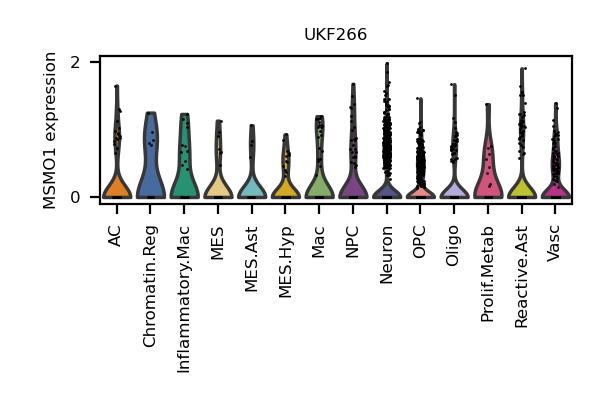 UKF266
MSMO1 expression
2
0
AC
Chromatin.Reg
Inflammatory.Mac
MES
MES.Ast
MES.Hyp
Mac
NPC
Neuron
OPC
Oligo
Prolif.Metab
Reactive.Ast
Vasc